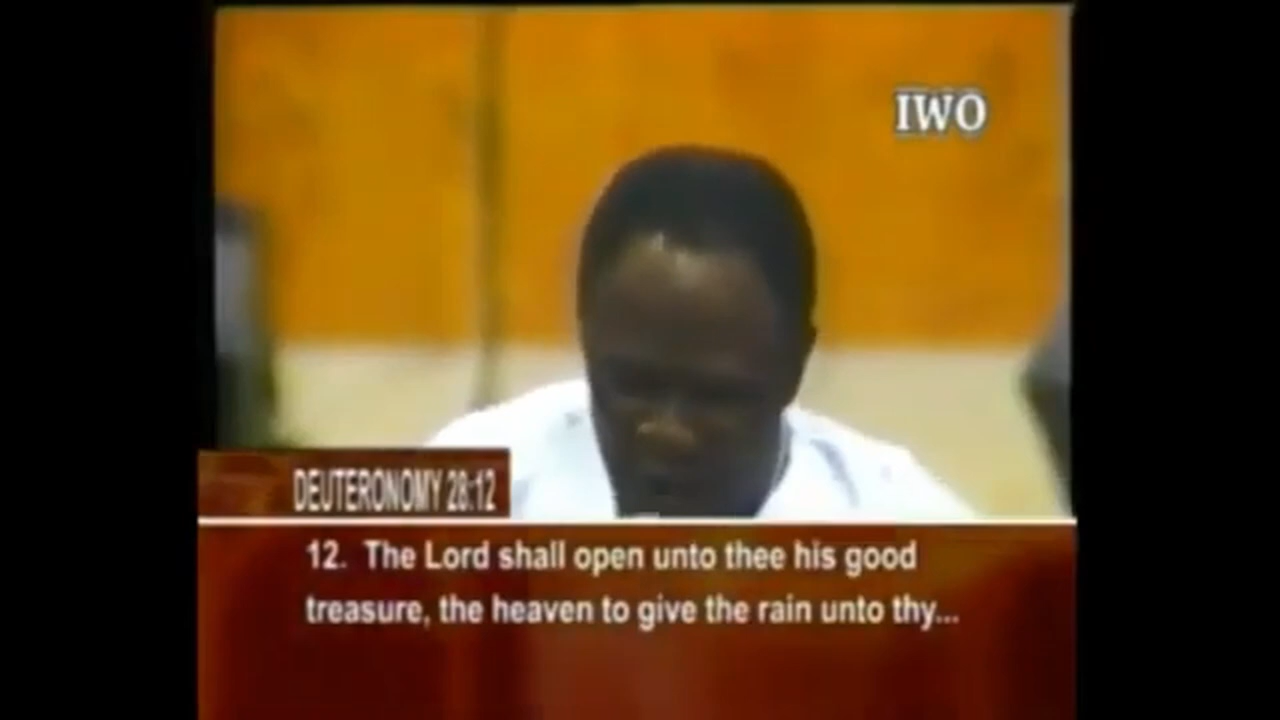 IWO
DEUTERONOMY 28:12
12. The Lord shall open unto thee his good
treasure, the heaven to give the rain unto thy...